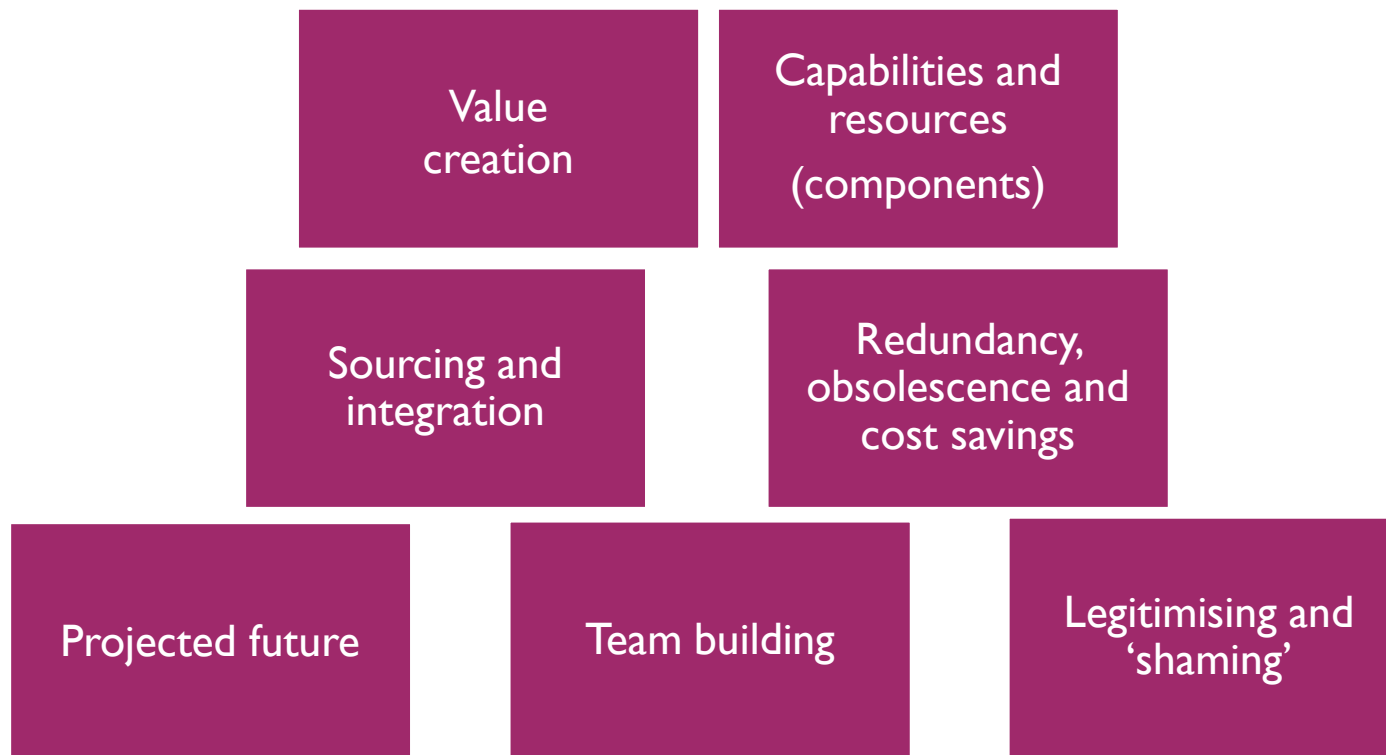 Value
creation
Capabilities and
resources
(components)
Sourcing and
integration
Redundancy,
obsolescence and
cost savings
Projected future
Team building
Legitimising and
‘shaming’